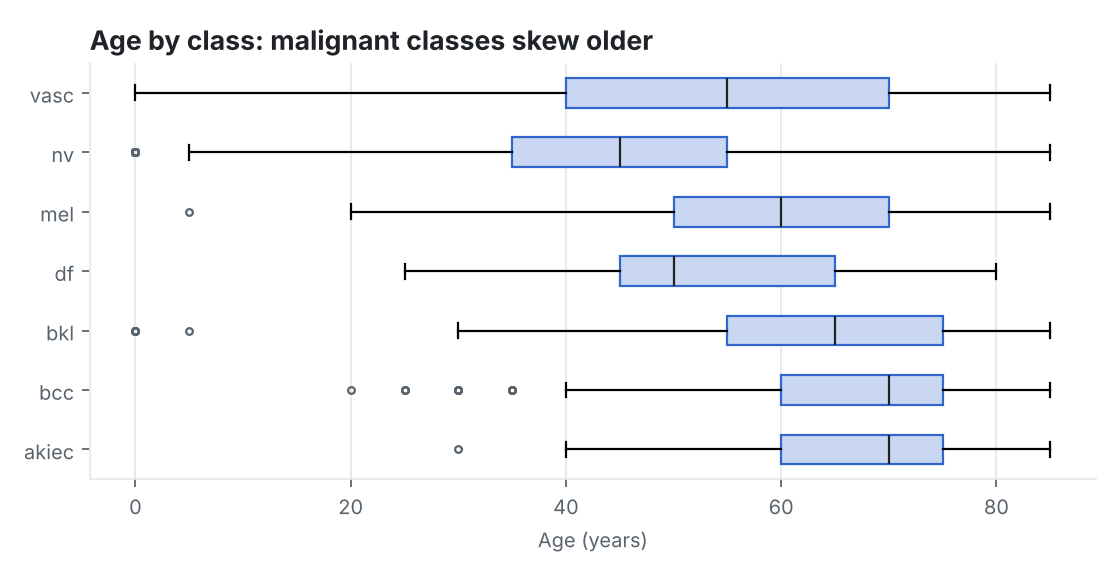 Age by class: malignant classes skew older
vasc
nv
mel
df
bkl
bcc
akiec
0 20 40 60 80
Age (years)